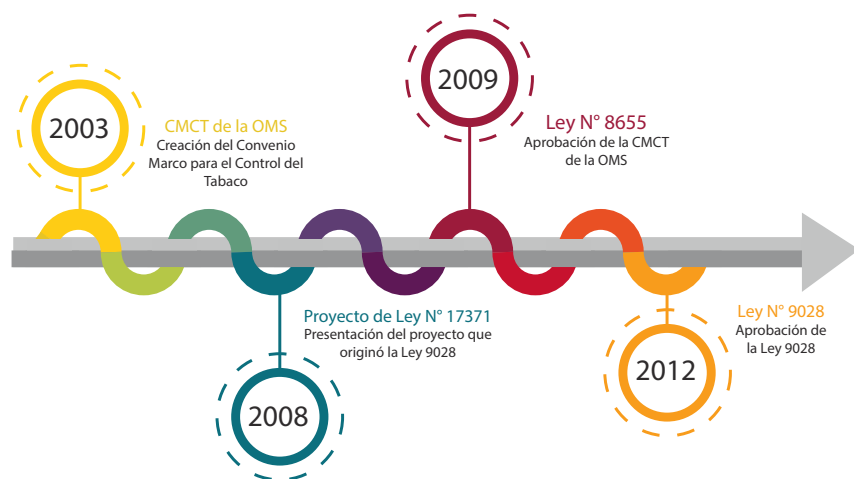 2003
CMCT de la OMS
Creación del Convenio
Marco para el Control del
Tabaco
2008
Proyecto de Ley N° 17371
Presentación del proyecto que
originó la Ley 9028
2009
Ley N° 8655
Aprobación de la CMCT
de la OMS
2012
Ley N° 9028
Aprobación de
la Ley 9028